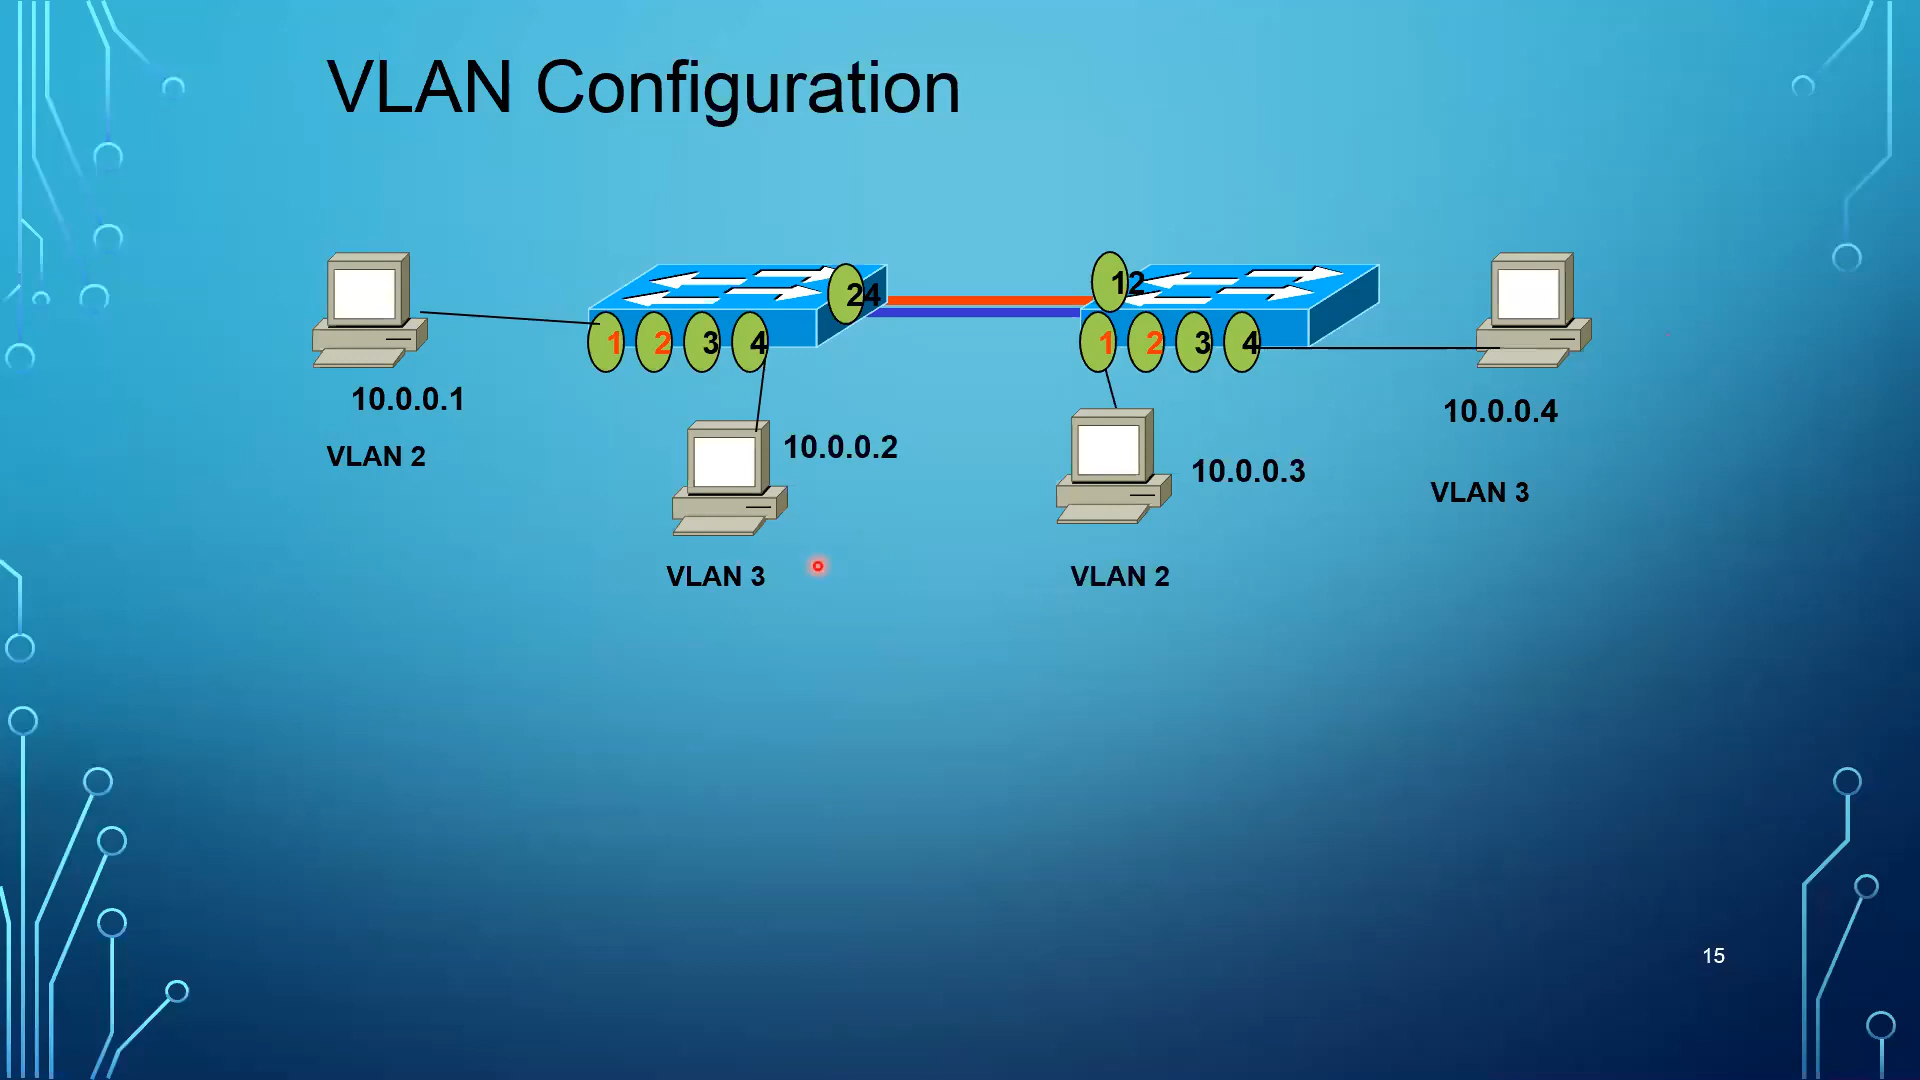 VLAN Configuration
24
12
1 2 3 4
1 2 3 4
10.0.0.1
VLAN 2
10.0.0.2
VLAN 3
10.0.0.3
VLAN 2
10.0.0.4
VLAN 3
15